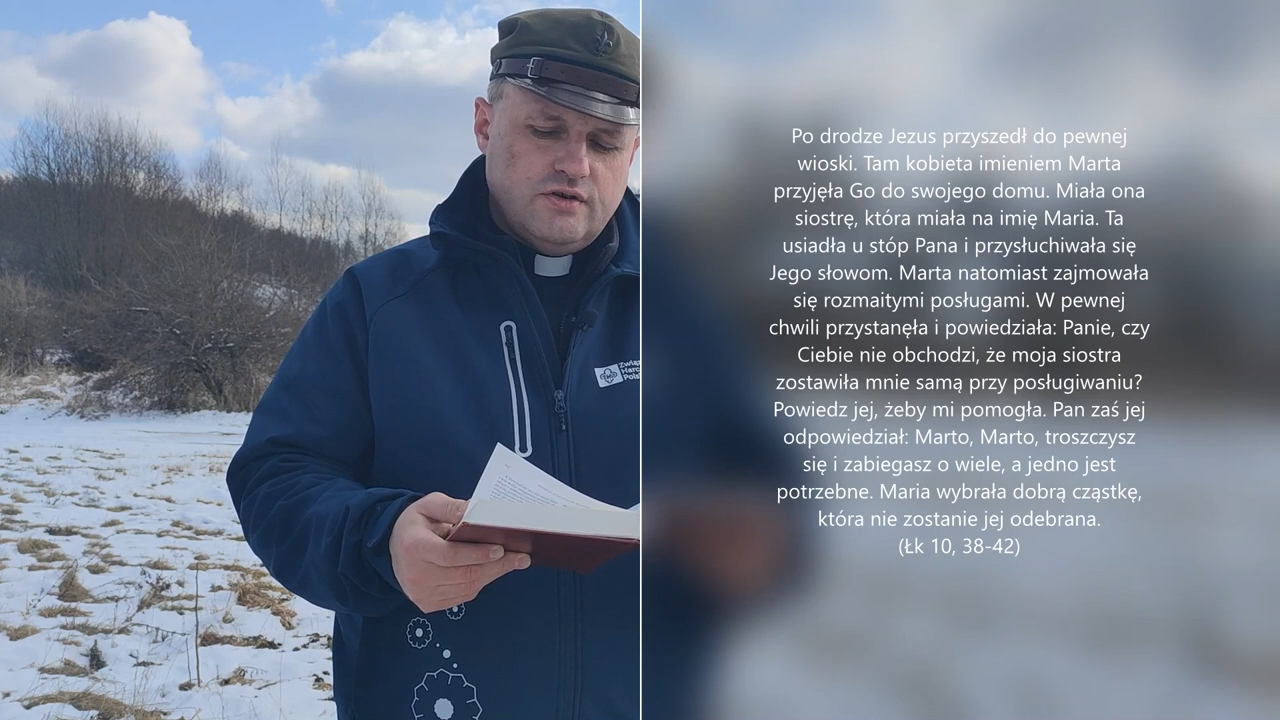 Związ
Harc
Pols
Po drodze Jezus przyszedł do pewnej
wioski. Tam kobieta imieniem Marta
przyjęła Go do swojego domu. Miała ona
siostrę, która miała na imię Maria. Ta
usiadła u stóp Pana i przysłuchiwała się
Jego słowom. Marta natomiast zajmowała
się rozmaitymi posługami. W pewnej
chwili przystanęła i powiedziała: Panie, czy
Ciebie nie obchodzi, że moja siostra
zostawiła mnie samą przy posługiwaniu?
Powiedz jej, żeby mi pomogła. Pan zaś jej
odpowiedział: Marto, Marto, troszczysz
się i zabiegasz o wiele, a jedno jest
potrzebne. Maria wybrała dobrą cząstkę,
która nie zostanie jej odebrana.
(Łk 10, 38-42)